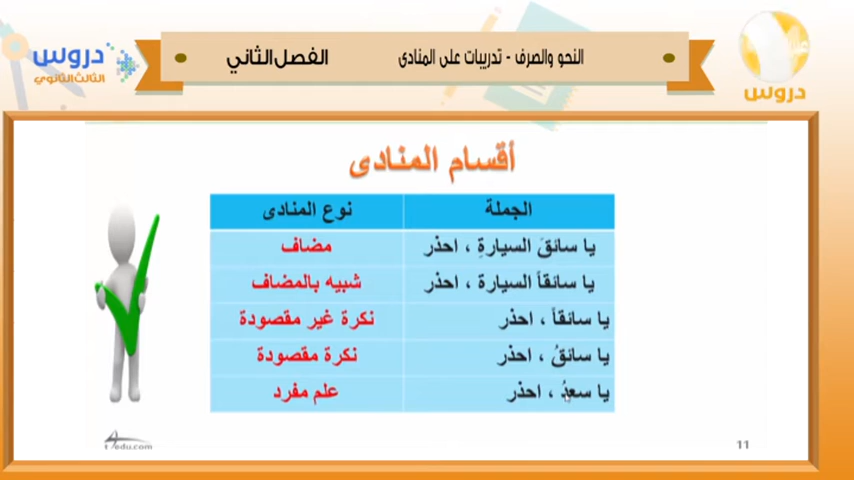 النحو والصرف - تدريبات على المنادى الفصل الثاني
دروس
الثالث الثانوي
دروس
أقسام المنادى
الجملة نوع المنادى
يا سائقَ السيارةِ ، احذر مضاف
يا سائقاً السيارة ، احذر شبيه بالمضاف
يا سائقاً ، احذر نكرة غير مقصودة
يا سائقُ ، احذر نكرة مقصودة
يا سعدُ ، احذر علم مفرد
11